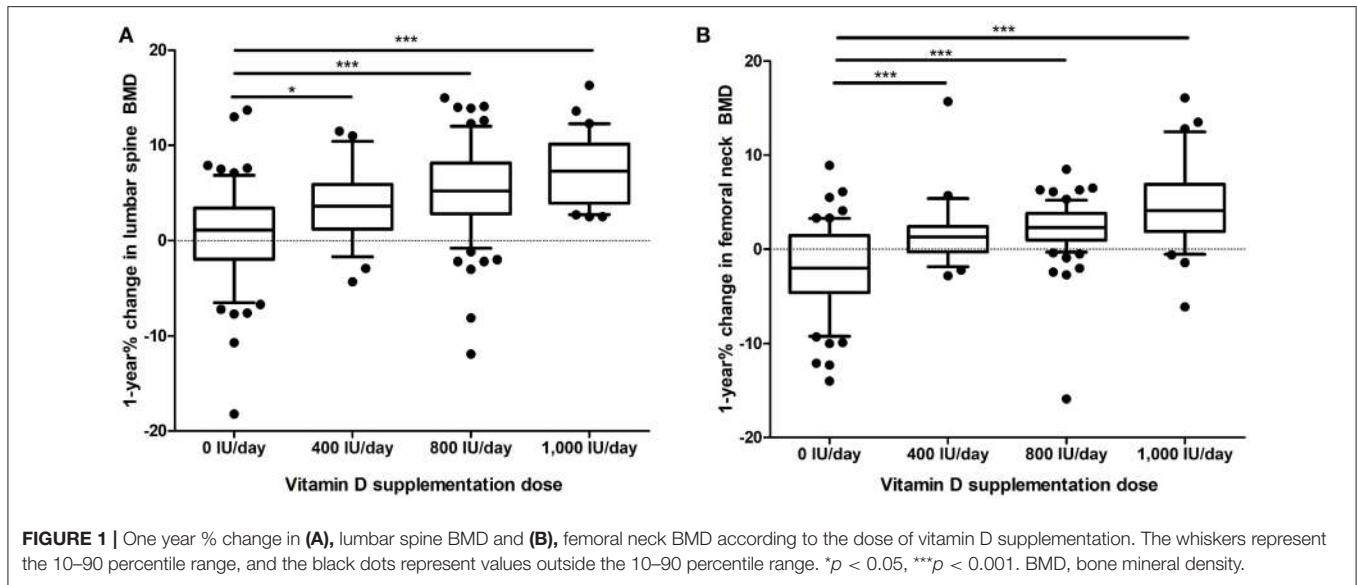 A
***
***
*
20
10
0
-10
-20
1-year% change in lumbar spine BMD
0 IU/day 400 IU/day 800 IU/day 1,000 IU/day
Vitamin D supplementation dose
B
***
***
***
20
10
0
-10
-20
1-year% change in femoral neck BMD
0 IU/day 400 IU/day 800 IU/day 1,000 IU/day
Vitamin D supplementation dose
FIGURE 1 | One year % change in (A), lumbar spine BMD and (B), femoral neck BMD according to the dose of vitamin D supplementation. The whiskers represent
the 10–90 percentile range, and the black dots represent values outside the 10–90 percentile range. *p < 0.05, ***p < 0.001. BMD, bone mineral density.